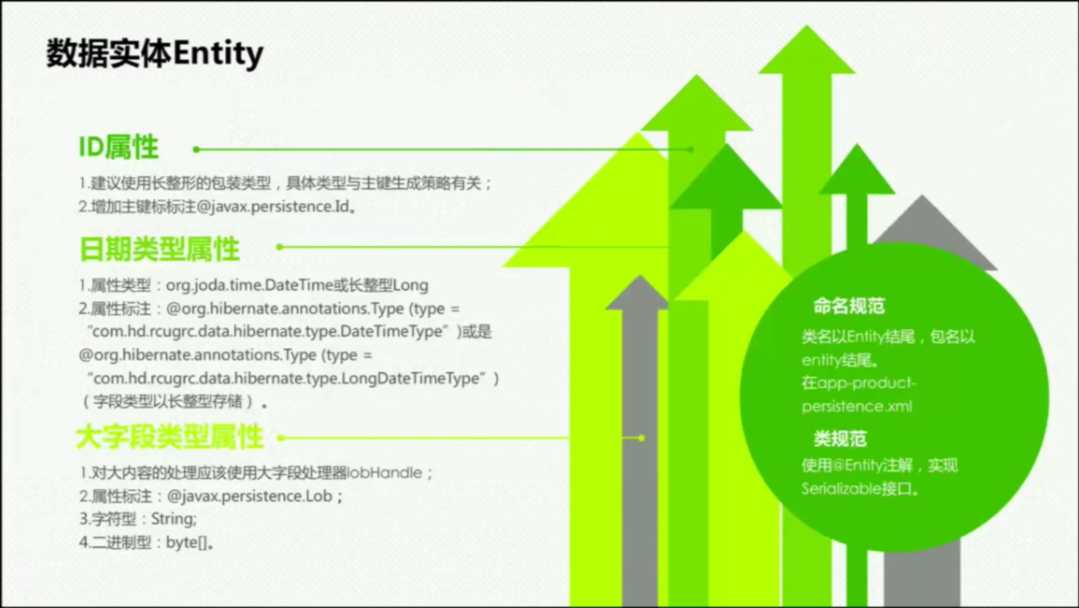 数据实体Entity
ID属性
1.建议使用长整形的包装类型，具体类型与主键生成策略有关；
2.增加主键标标注@javax.persistence.Id。
日期类型属性
1.属性类型：org.joda.time.DateTime或长整型Long
2.属性标注：@org.hibernate.annotations.Type (type =
“com.hd.rcugrc.data.hibernate.type.DateTimeType”)或是
@org.hibernate.annotations.Type (type =
“com.hd.rcugrc.data.hibernate.type.LongDateTimeType”)
（字段类型以长整型存储）。
大字段类型属性
1.对大内容的处理应该使用大字段处理器lobHandle；
2.属性标注：@javax.persistence.Lob；
3.字符型：String;
4.二进制型：byte[]。
命名规范
类名以Entity结尾，包名以
entity结尾。
在app-product-
persistence.xml
类规范
使用@Entity注解，实现
Serializable接口。